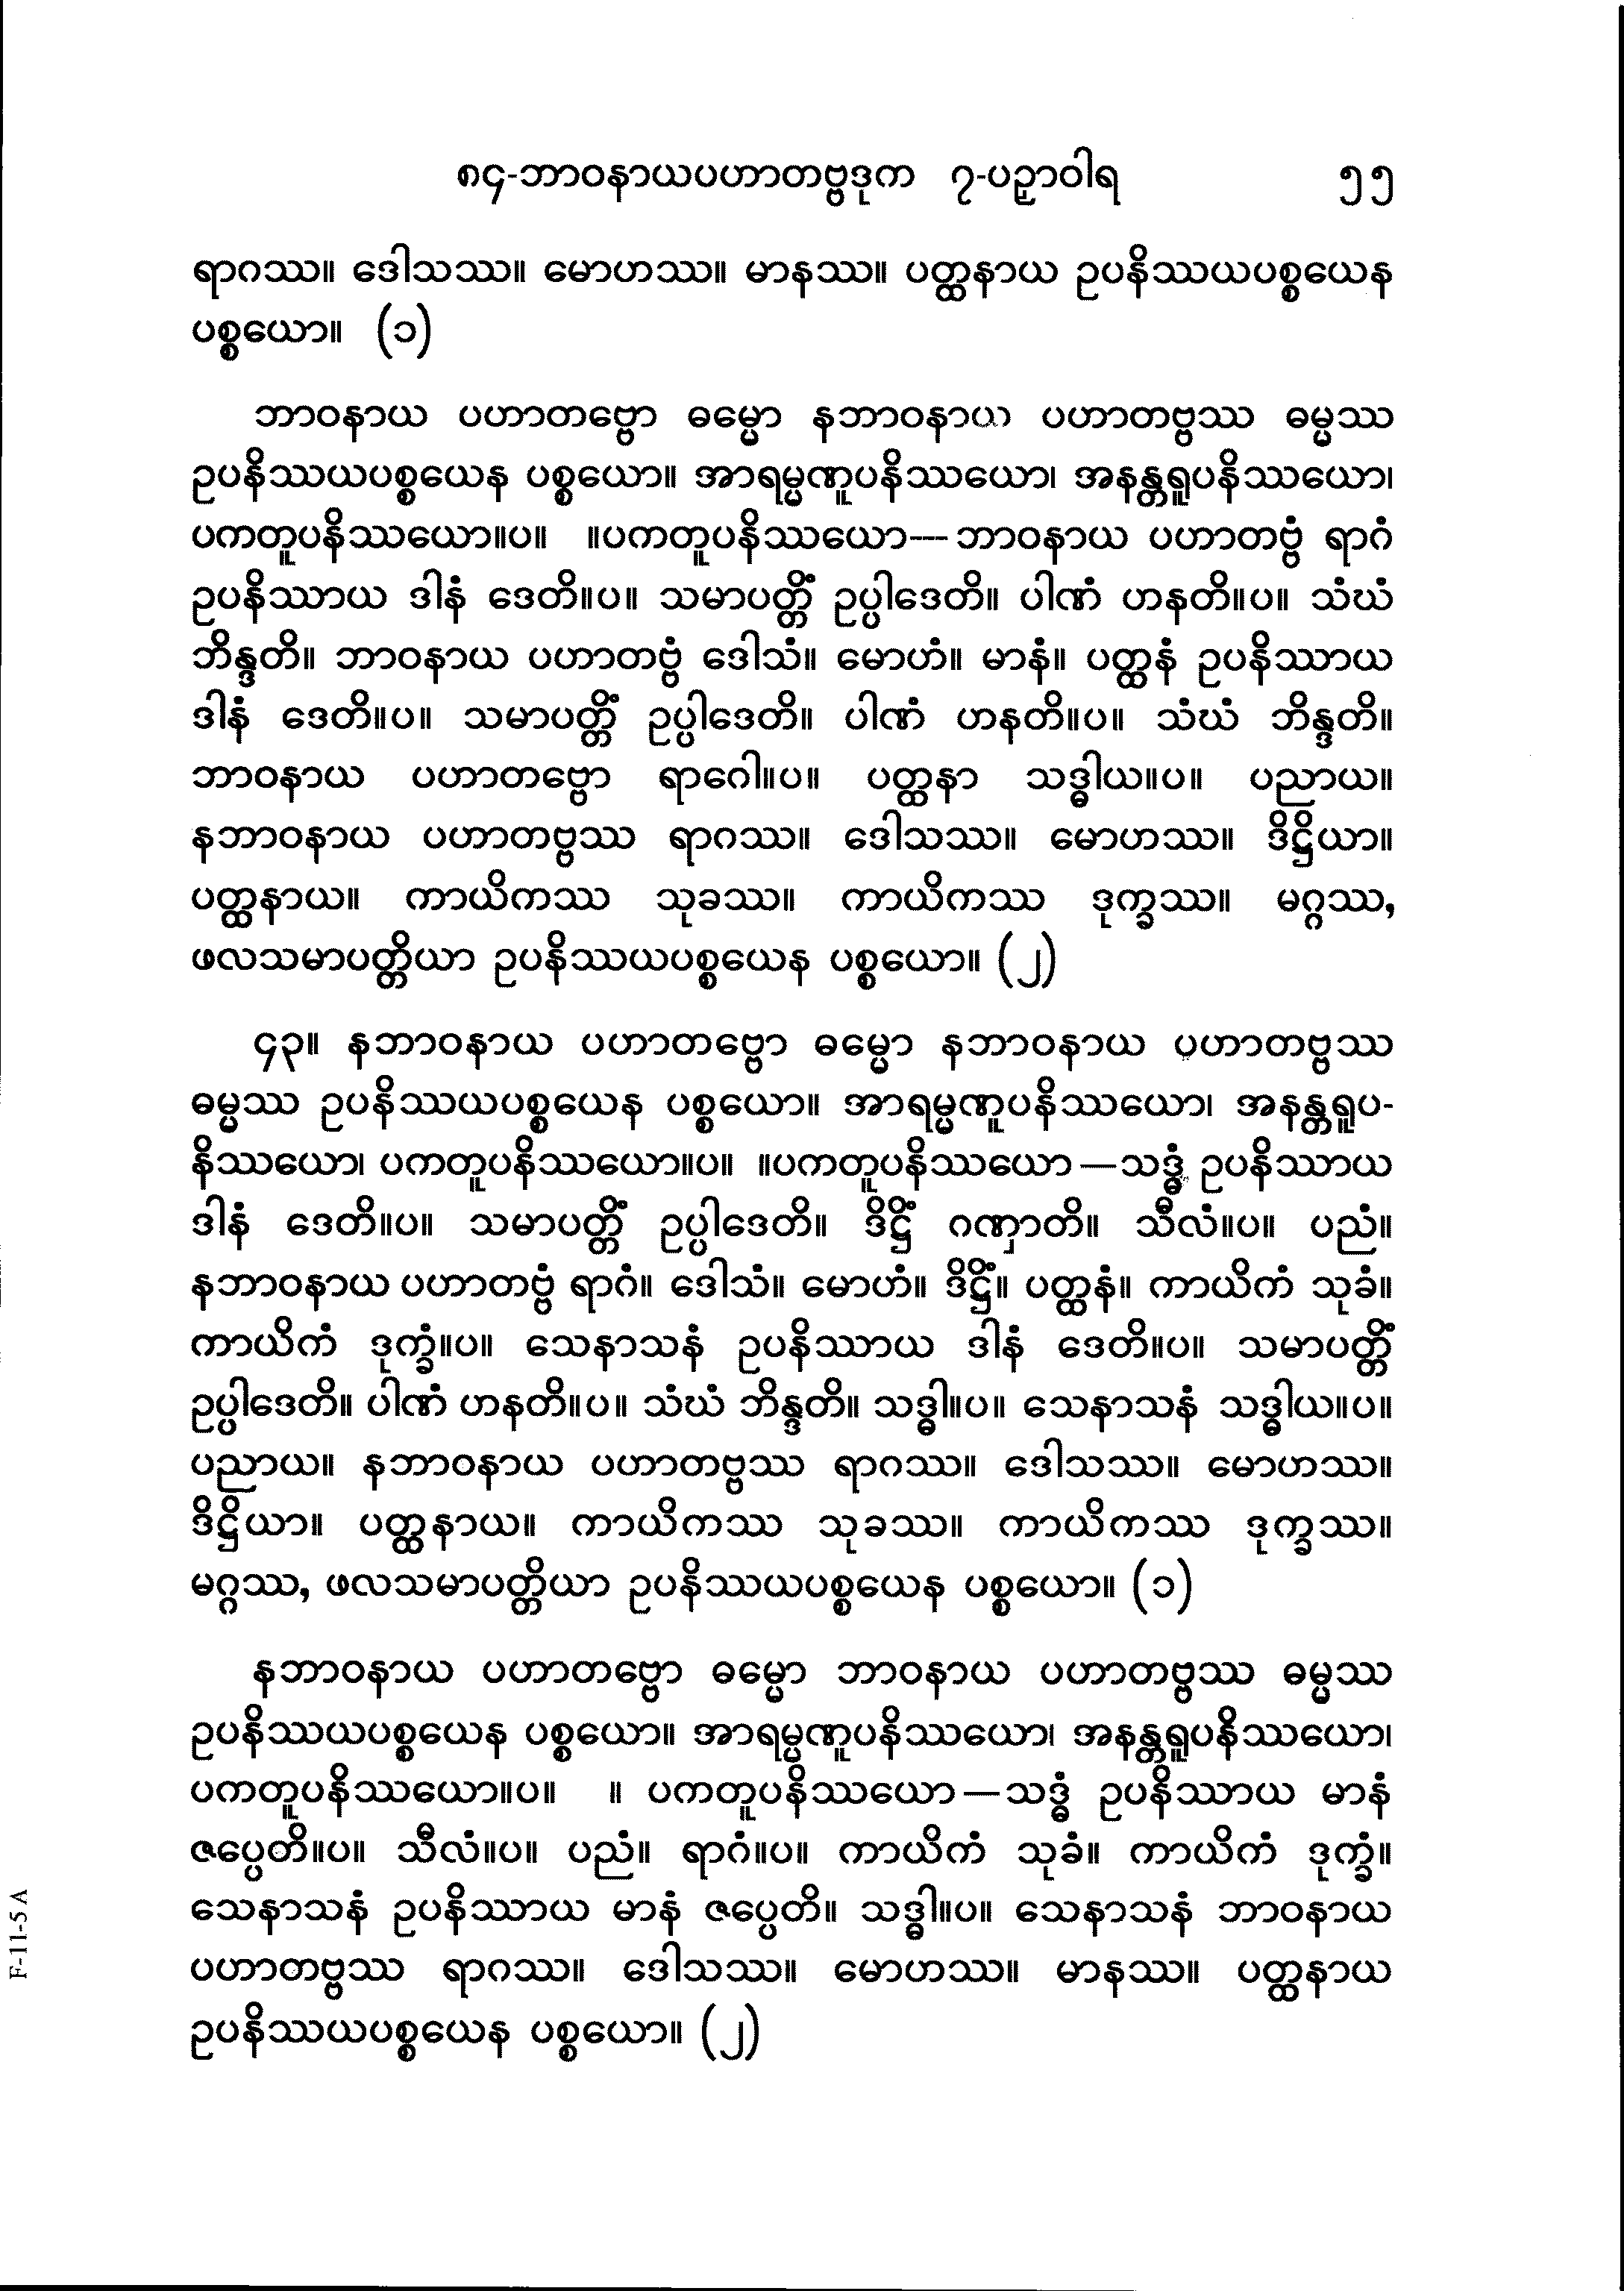 ၈၄-ဘာဝနာယပဟာတဗ္ဗဒုက ၇-ပဉှာဝါရ ၅၅
ရာဂဿ။ ဒေါသဿ။ မောဟဿ။ မာနဿ။ ပတ္ထနာယ ဥပနိဿယပစ္စယေန
ပစ္စယော။ (၁)
ဘာဝနာယ ပဟာတဗ္ဗော ဓမ္မော နဘာဝနာယ ပဟာတဗ္ဗဿ ဓမ္မဿ
ဥပနိဿယပစ္စယေန ပစ္စယော။ အာရမ္မဏူပနိဿယော၊ အနန္တရူပနိဿယော၊
ပကတူပနိဿယော။ပ။ ။ပကတူပနိဿယော--- ဘာဝနာယ ပဟာတဗ္ဗံ ရာဂံ
ဥပနိဿာယ ဒါနံ ဒေတိ။ပ။ သမာပတ္တိံ ဥပ္ပါဒေတိ။ ပါဏံ ဟနတိ။ပ။ သံဃံ
ဘိန္ဒတိ။ ဘာဝနာယ ပဟာတဗ္ဗံ ဒေါသံ။ မောဟံ။ မာနံ။ ပတ္ထနံ ဥပနိဿာယ
ဒါနံ ဒေတိ။ပ။ သမာပတ္တိံ ဥပ္ပါဒေတိ။ ပါဏံ ဟနတိ။ပ။ သံဃံ ဘိန္ဒတိ။
ဘာဝနာယ ပဟာတဗ္ဗော ရာဂေါ။ပ။ ပတ္ထနာ သဒ္ဓါယ။ပ။ ပညာယ။
နဘာဝနာယ ပဟာတဗ္ဗဿ ရာဂဿ။ ဒေါသဿ။ မောဟဿ။ ဒိဋ္ဌိယာ။
ပတ္ထနာယ။ ကာယိကဿ သုခဿ။ ကာယိကဿ ဒုက္ခဿ။ မဂ္ဂဿ,
ဖလသမာပတ္တိယာ ဥပနိဿယပစ္စယေန ပစ္စယော။ (၂)
၄၃။ နဘာဝနာယ ပဟာတဗ္ဗော ဓမ္မော နဘာဝနာယ ပဟာတဗ္ဗဿ
ဓမ္မဿ ဥပနိဿယပစ္စယေန ပစ္စယော။ အာရမ္မဏူပနိဿယော၊ အနန္တရူပ-
နိဿယော၊ ပကတူပနိဿယော။ပ။ ။ပကတူပနိဿယော—သဒ္ဓံ ဥပနိဿာယ
ဒါနံ ဒေတိ။ပ။ သမာပတ္တိံ ဥပ္ပါဒေတိ။ ဒိဋ္ဌိံ ဂဏှာတိ။ သီလံ။ပ။ ပညံ။
နဘာဝနာယ ပဟာတဗ္ဗံ ရာဂံ။ ဒေါသံ။ မောဟံ။ ဒိဋ္ဌိံ။ ပတ္ထနံ။ ကာယိကံ သုခံ။
ကာယိကံ ဒုက္ခံ။ပ။ သေနာသနံ ဥပနိဿာယ ဒါနံ ဒေတိ။ပ။ သမာပတ္တိံ
ဥပ္ပါဒေတိ။ ပါဏံ ဟနတိ။ပ။ သံဃံ ဘိန္ဒတိ။ သဒ္ဓါ။ပ။ သေနာသနံ သဒ္ဓါယ။ပ။
ပညာယ။ နဘာဝနာယ ပဟာတဗ္ဗဿ ရာဂဿ။ ဒေါသဿ။ မောဟဿ။
ဒိဋ္ဌိယာ။ ပတ္ထနာယ။ ကာယိကဿ သုခဿ။ ကာယိကဿ ဒုက္ခဿ။
မဂ္ဂဿ, ဖလသမာပတ္တိယာ ဥပနိဿယပစ္စယေန ပစ္စယော။ (၁)
နဘာဝနာယ ပဟာတဗ္ဗော ဓမ္မော ဘာဝနာယ ပဟာတဗ္ဗဿ ဓမ္မဿ
ဥပနိဿယပစ္စယေန ပစ္စယော။ အာရမ္မဏူပနိဿယော၊ အနန္တရူပနိဿယော၊
ပကတူပနိဿယော။ပ။ ။ ပကတူပနိဿယော—သဒ္ဓံ ဥပနိဿာယ မာနံ
ဇပ္ပေတိ။ပ။ သီလံ။ပ။ ပညံ။ ရာဂံ။ပ။ ကာယိကံ သုခံ။ ကာယိကံ ဒုက္ခံ။
သေနာသနံ ဥပနိဿာယ မာနံ ဇပ္ပေတိ။ သဒ္ဓါ။ပ။ သေနာသနံ ဘာဝနာယ
ပဟာတဗ္ဗဿ ရာဂဿ။ ဒေါသဿ။ မောဟဿ။ မာနဿ။ ပတ္ထနာယ
ဥပနိဿယပစ္စယေန ပစ္စယော။ (၂)
F-11-5 A